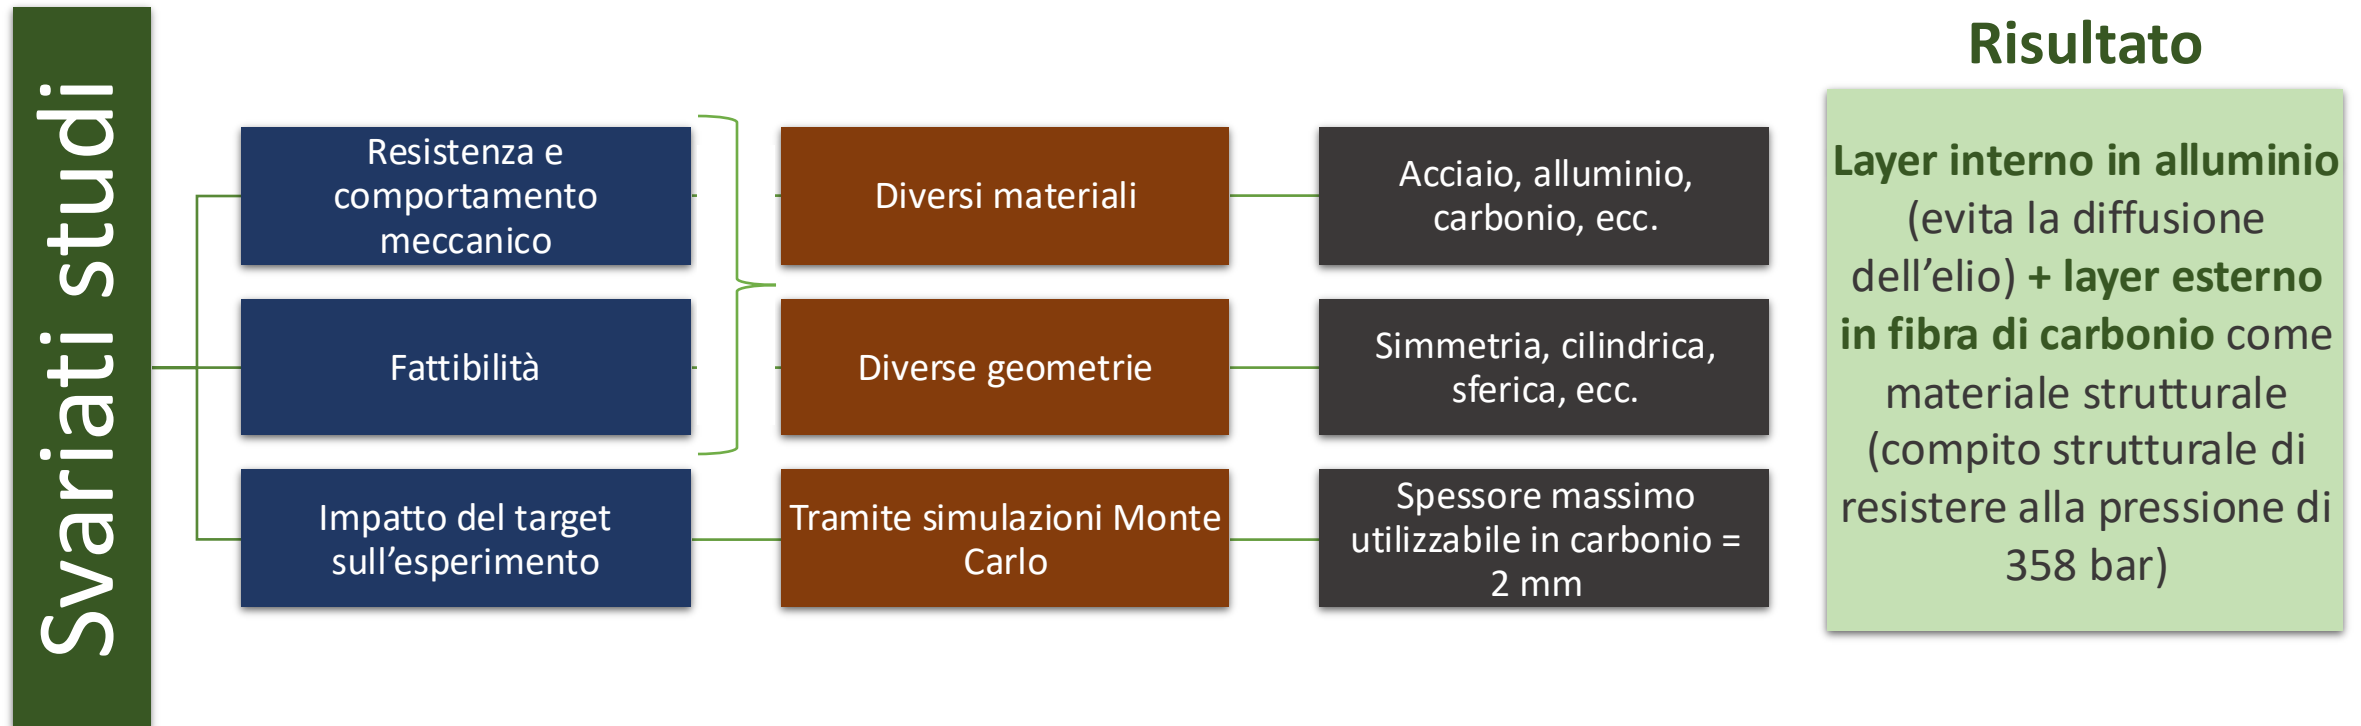 Svariati studi
Resistenza e
comportamento
meccanico
Diversi materiali
Acciaio, alluminio,
carbonio, ecc.
Fattibilità
Diverse geometrie
Simmetria, cilindrica,
sferica, ecc.
Impatto del target
sull’esperimento
Tramite simulazioni Monte
Carlo
Spessore massimo
utilizzabile in carbonio =
2 mm
Risultato
Layer interno in alluminio
(evita la diffusione
dell’elio) + layer esterno
in fibra di carbonio come
materiale strutturale
(compito strutturale di
resistere alla pressione di
358 bar)